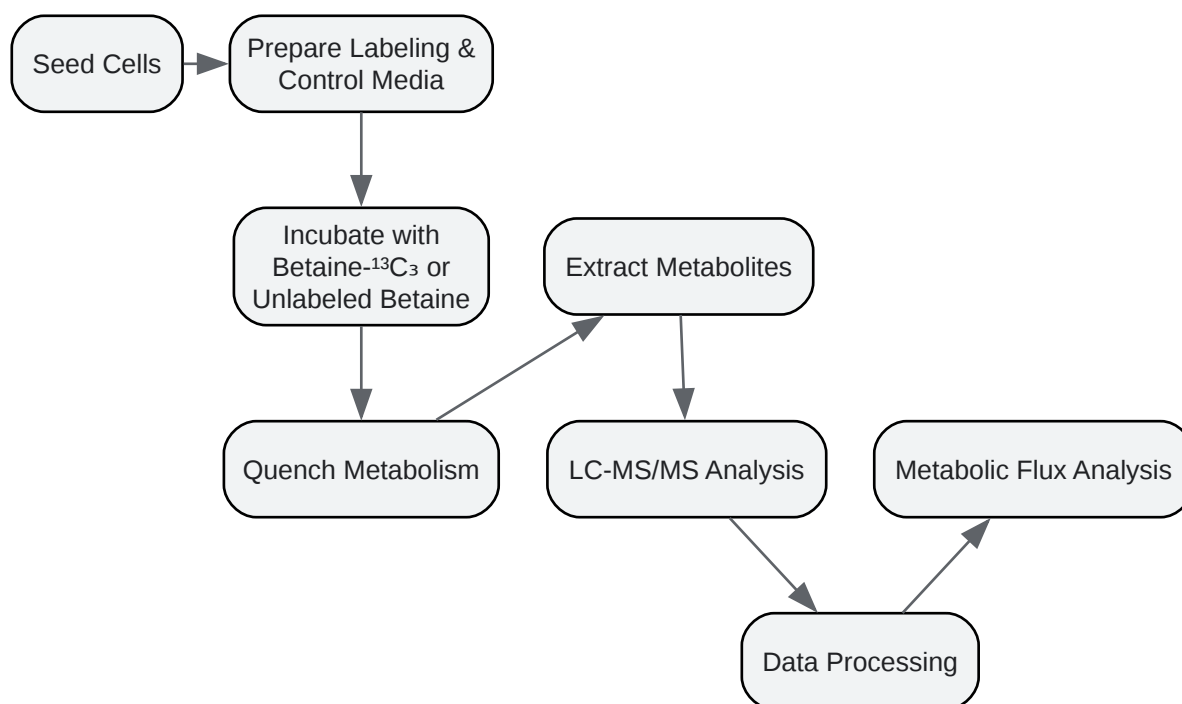 Seed Cells
Prepare Labeling &
Control Media
Incubate with
Betaine-¹³C₃ or
Unlabeled Betaine
Extract Metabolites
Quench Metabolism
LC-MS/MS Analysis
Metabolic Flux Analysis
Data Processing